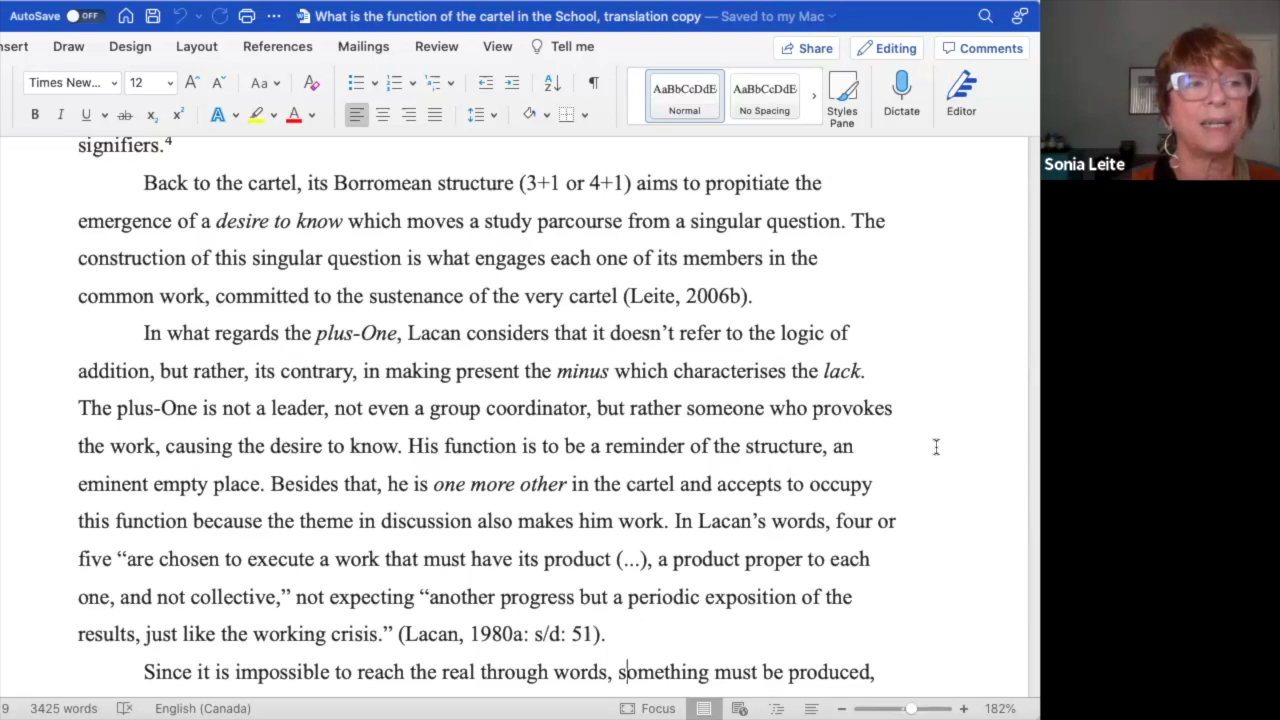 AutoSave OFF What is the function of the cartel in the School, translation copy — Saved to my Mac
nsert Draw Design Layout References Mailings Review View Tell me Share Editing Comments
Times New... 12 Aa
AaBbCcDdE AaBbCcDdE
Normal No Spacing Styles Pane Dictate Editor
B I U ab x₂ x² A A
Sonia Leite
signifiers.⁴
Back to the cartel, its Borromean structure (3+1 or 4+1) aims to propitiate the
emergence of a desire to know which moves a study parcourse from a singular question. The
construction of this singular question is what engages each one of its members in the
common work, committed to the sustenance of the very cartel (Leite, 2006b).
In what regards the plus-One, Lacan considers that it doesn’t refer to the logic of
addition, but rather, its contrary, in making present the minus which characterises the lack.
The plus-One is not a leader, not even a group coordinator, but rather someone who provokes
the work, causing the desire to know. His function is to be a reminder of the structure, an
eminent empty place. Besides that, he is one more other in the cartel and accepts to occupy
this function because the theme in discussion also makes him work. In Lacan’s words, four or
five “are chosen to execute a work that must have its product (...), a product proper to each
one, and not collective,” not expecting “another progress but a periodic exposition of the
results, just like the working crisis.” (Lacan, 1980a: s/d: 51).
Since it is impossible to reach the real through words, something must be produced,
9 3425 words English (Canada) Focus 182%